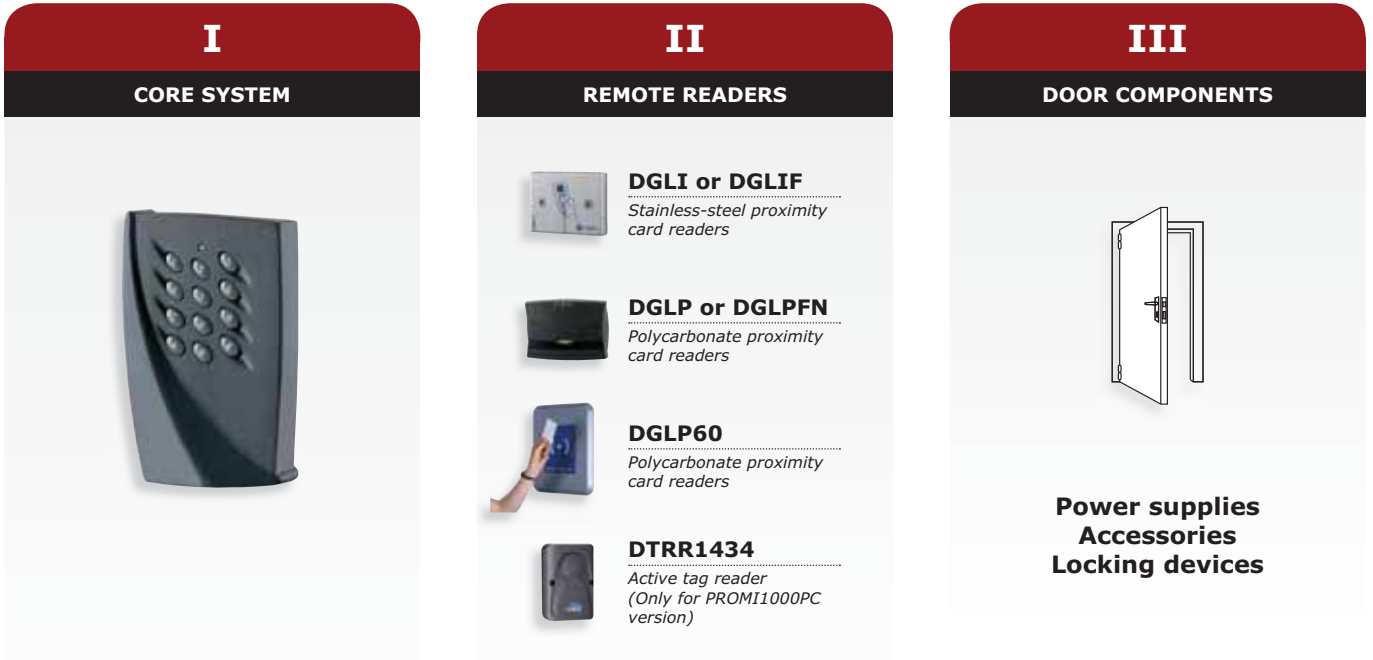 I
CORE SYSTEM
II
REMOTE READERS
DGLI or DGLIF
Stainless-steel proximity
card readers
DGLP or DGLPFN
Polycarbonate proximity
card readers
DGLP60
Polycarbonate proximity
card readers
DTRR1434
Active tag reader
(Only for PROMI1000PC
version)
III
DOOR COMPONENTS
Power supplies
Accessories
Locking devices